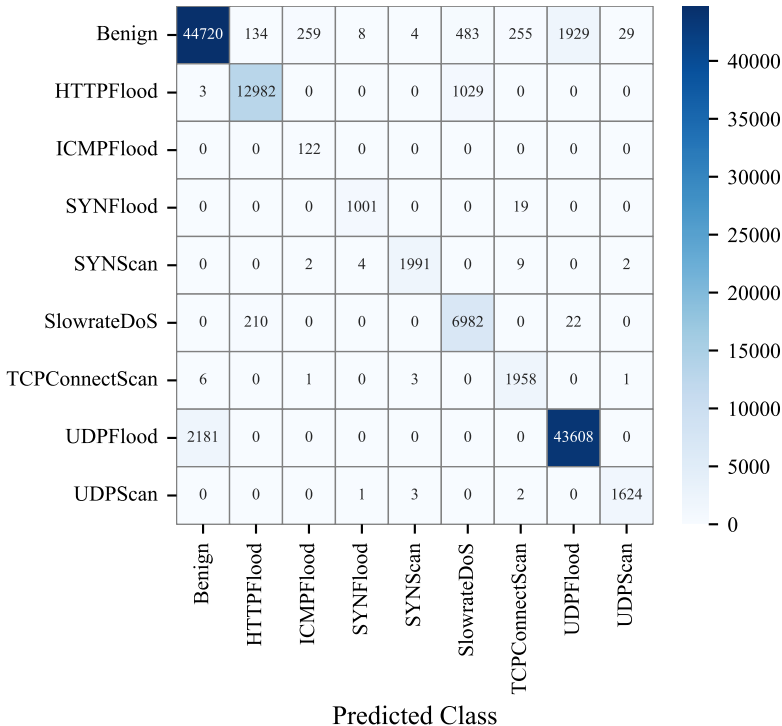 Benign 44720 134 259 8 4 483 255 1929 29
HTTPFlood 3 12982 0 0 0 1029 0 0 0
ICMPFlood 0 0 122 0 0 0 0 0 0
SYNFlood 0 0 0 1001 0 0 19 0 0
SYNScan 0 0 2 4 1991 0 9 0 2
SlowrateDoS 0 210 0 0 0 6982 0 22 0
TCPConnectScan 6 0 1 0 3 0 1958 0 1
UDPFlood 2181 0 0 0 0 0 0 43608 0
UDPScan 0 0 0 1 3 0 2 0 1624
Benign
HTTPFlood
ICMPFlood
SYNFlood
SYNScan
SlowrateDoS
TCPConnectScan
UDPFlood
UDPScan
Predicted Class
40000
35000
30000
25000
20000
15000
10000
5000
0